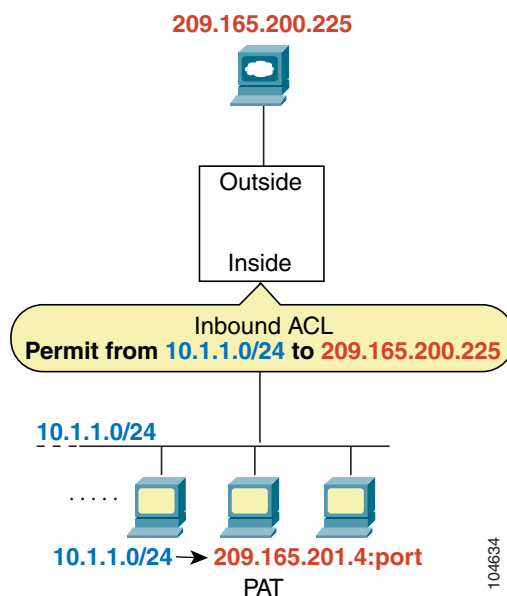 209.165.200.225
Outside
Inside
Inbound ACL
Permit from 10.1.1.0/24 to 209.165.200.225
10.1.1.0/24
10.1.1.0/24 209.165.201.4:port
PAT
104634